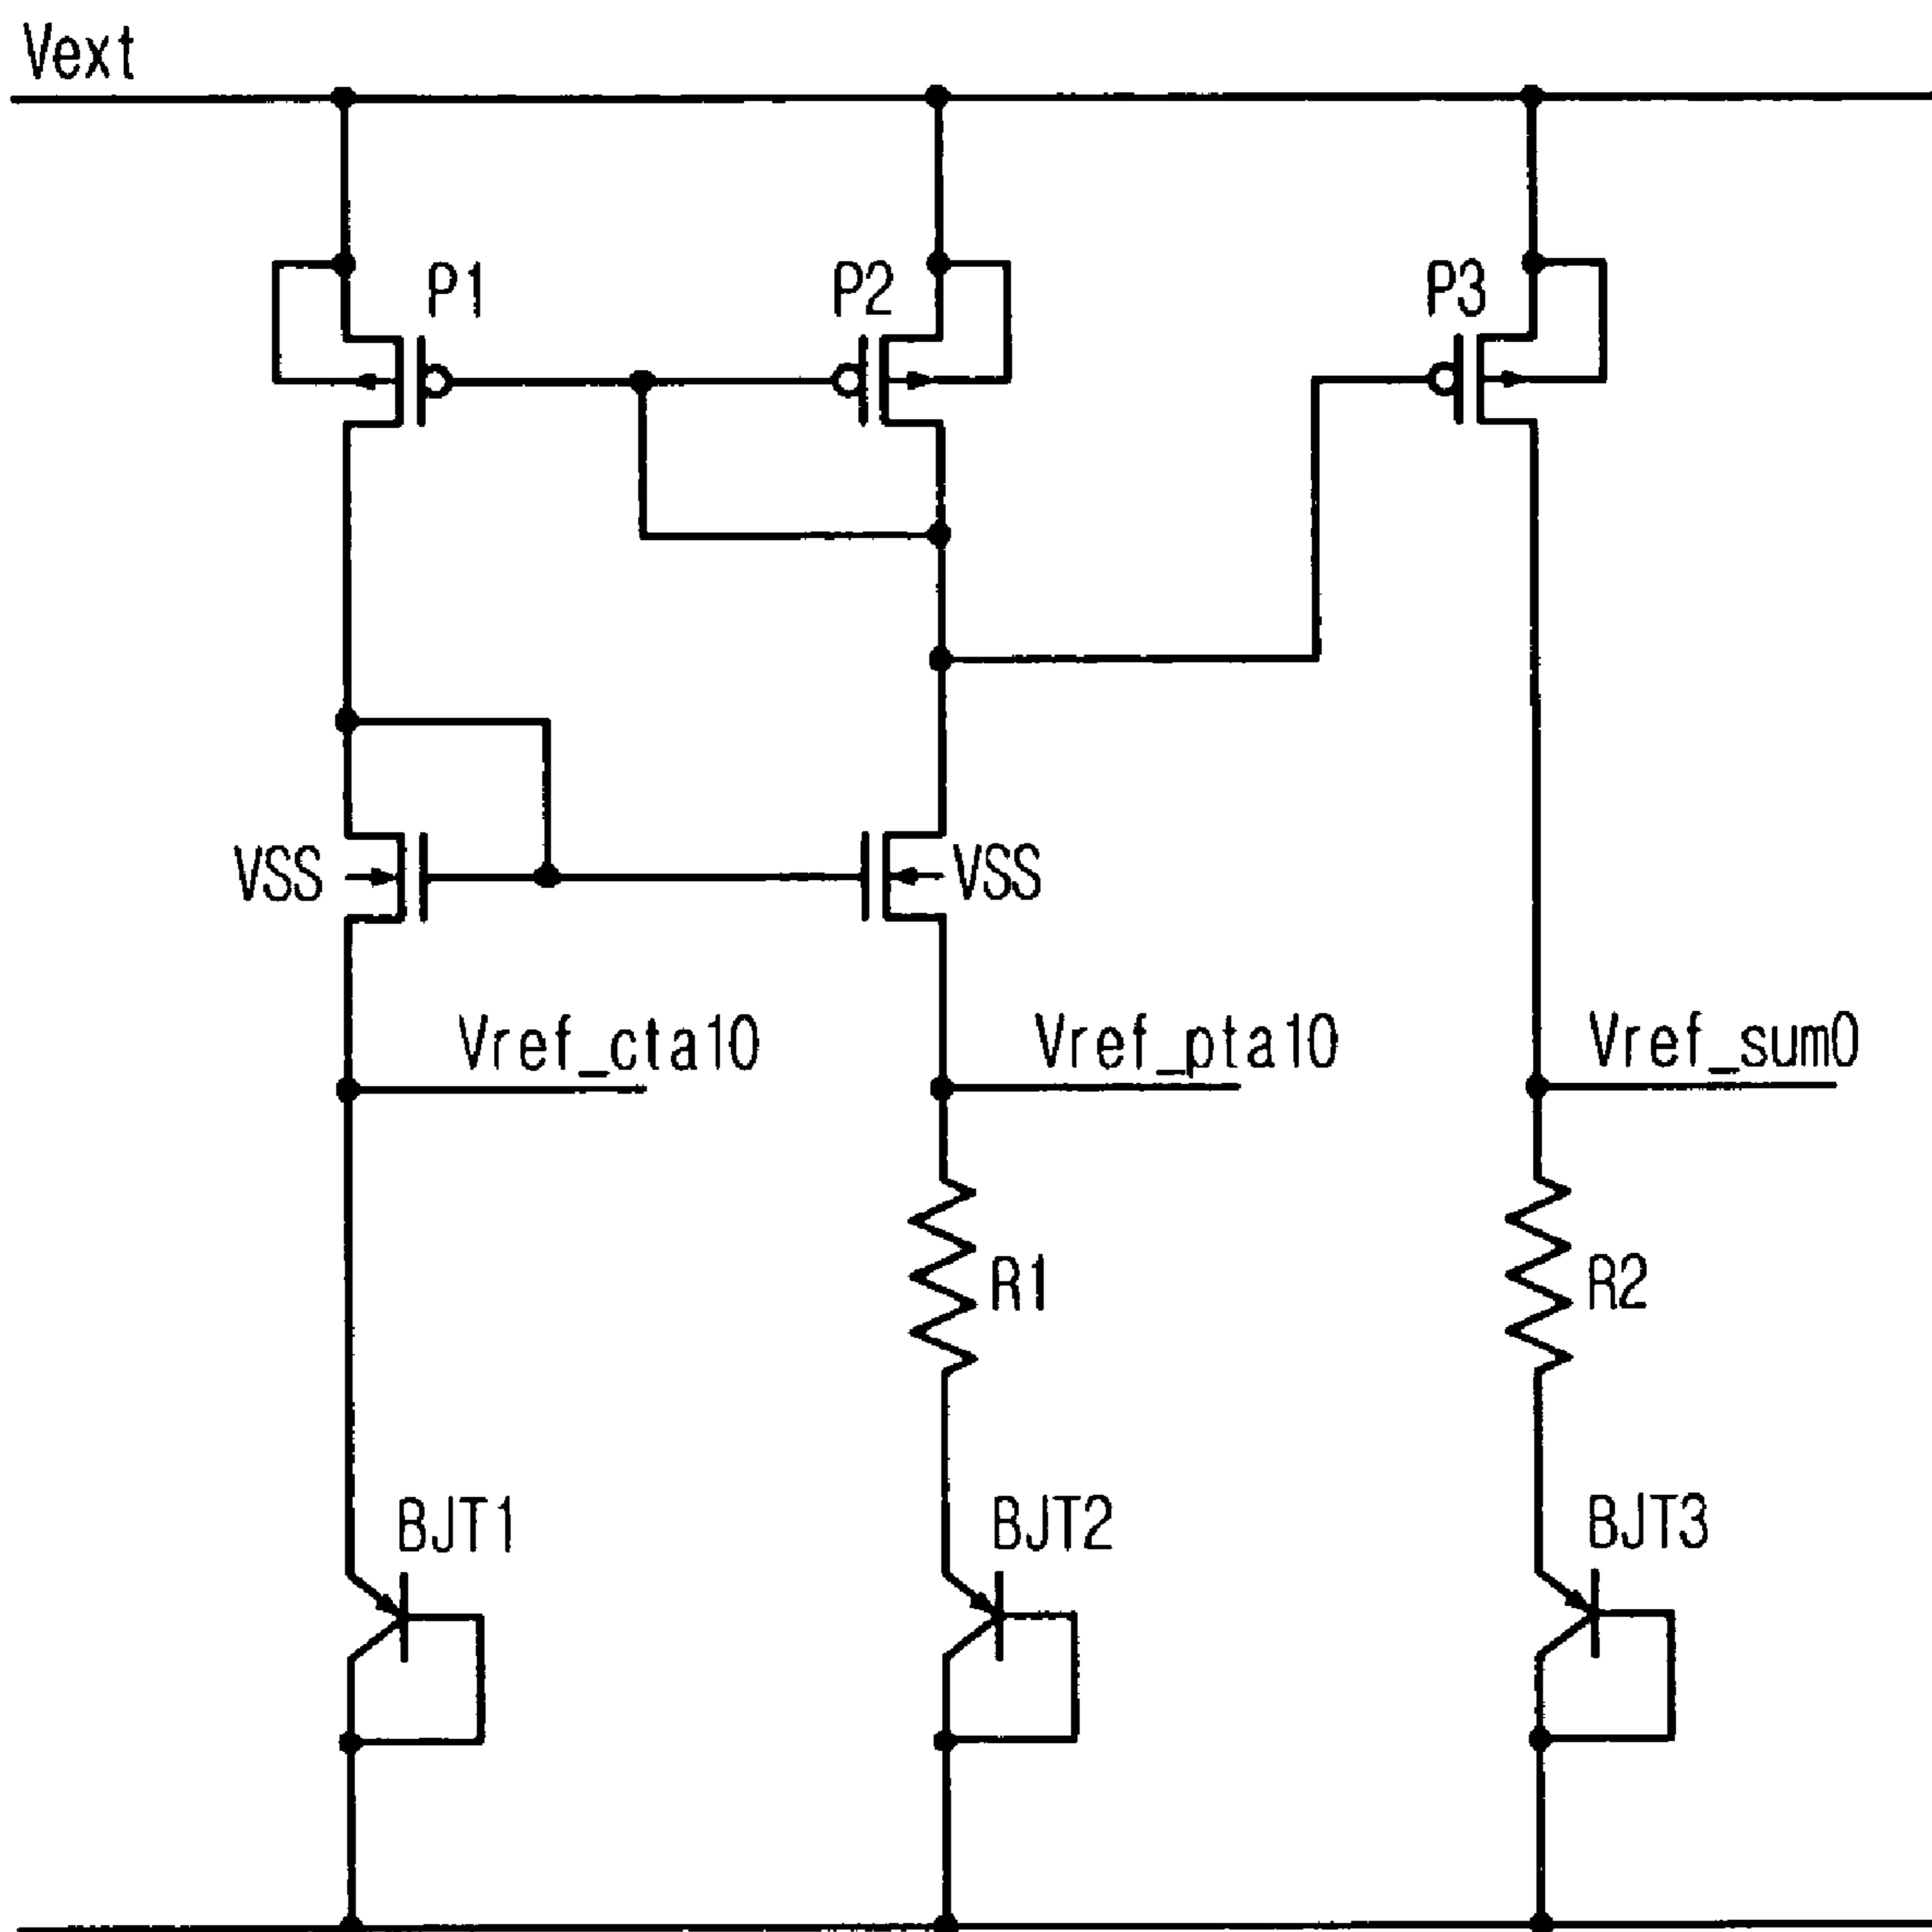 Vext
P1
P2
P3
VSS
VSS
Vref_cta10
Vref_pta10
Vref_sum0
R1
R2
BJT1
BJT2
BJT3